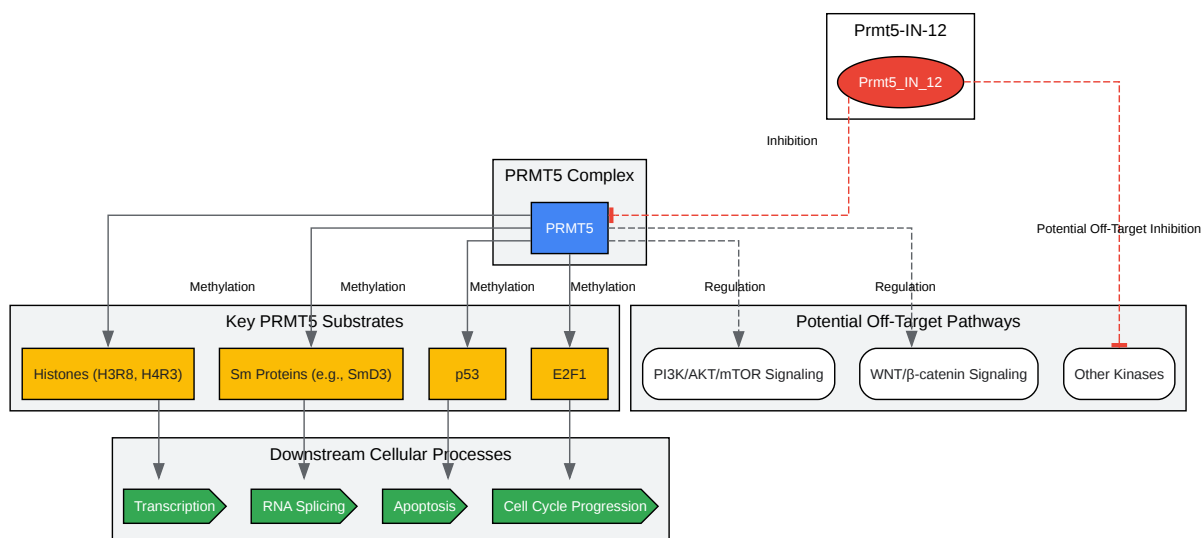 Prmt5-IN-12
Prmt5_IN_12
Inhibition
PRMT5 Complex
PRMT5
Potential Off-Target Inhibition
Methylation
Methylation
Methylation
Methylation
Regulation
Regulation
Key PRMT5 Substrates
Potential Off-Target Pathways
Histones (H3R8, H4R3)
Sm Proteins (e.g., SmD3)
p53
E2F1
PI3K/AKT/mTOR Signaling
WNT/β-catenin Signaling
Other Kinases
Downstream Cellular Processes
Transcription
RNA Splicing
Apoptosis
Cell Cycle Progression